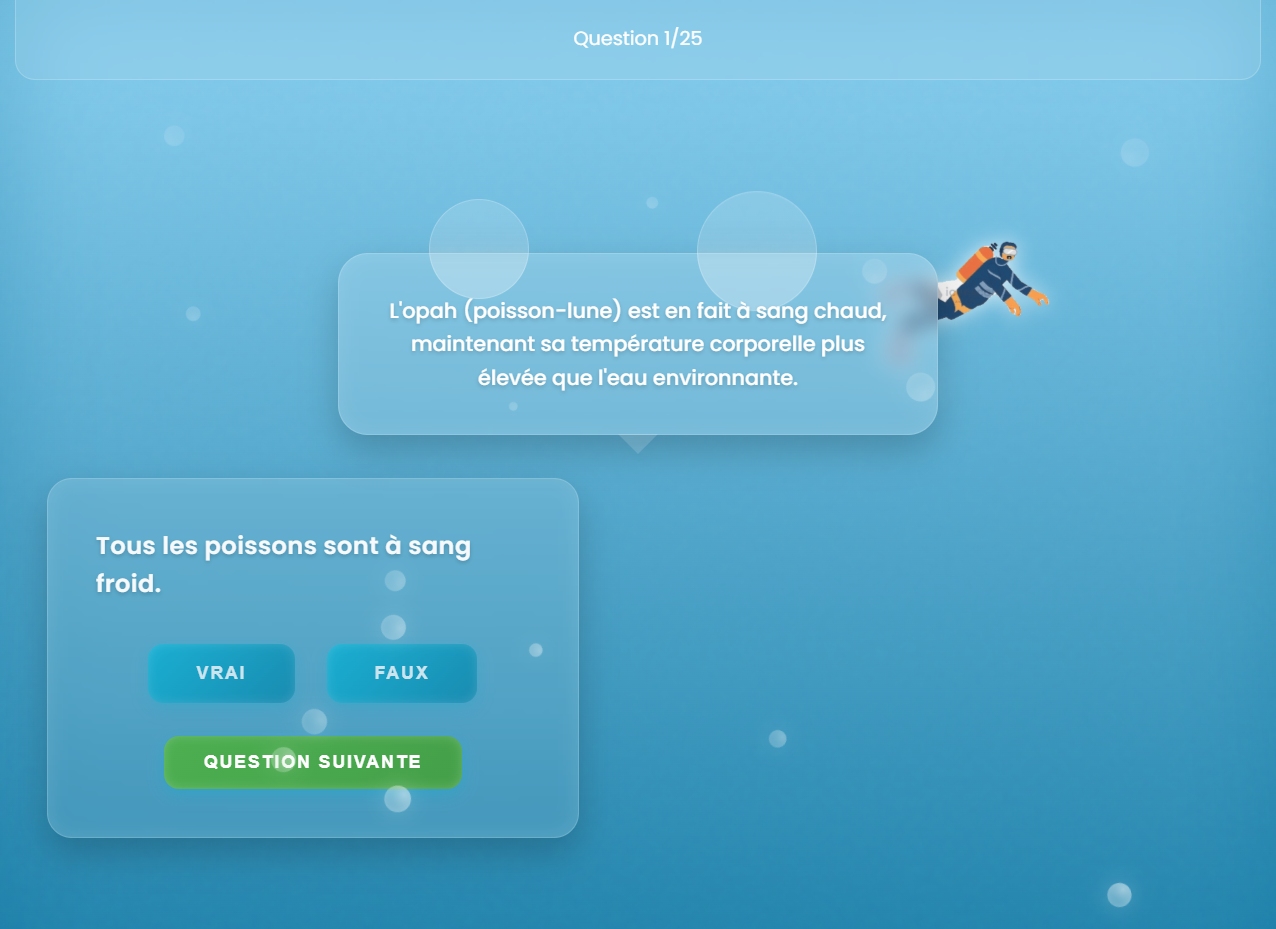 Question 1/25
L'opah (poisson-lune) est en fait à sang chaud,
maintenant sa température corporelle plus
élevée que l'eau environnante.
Tous les poissons sont à sang
froid.
VRAI
FAUX
QUESTION SUIVANTE